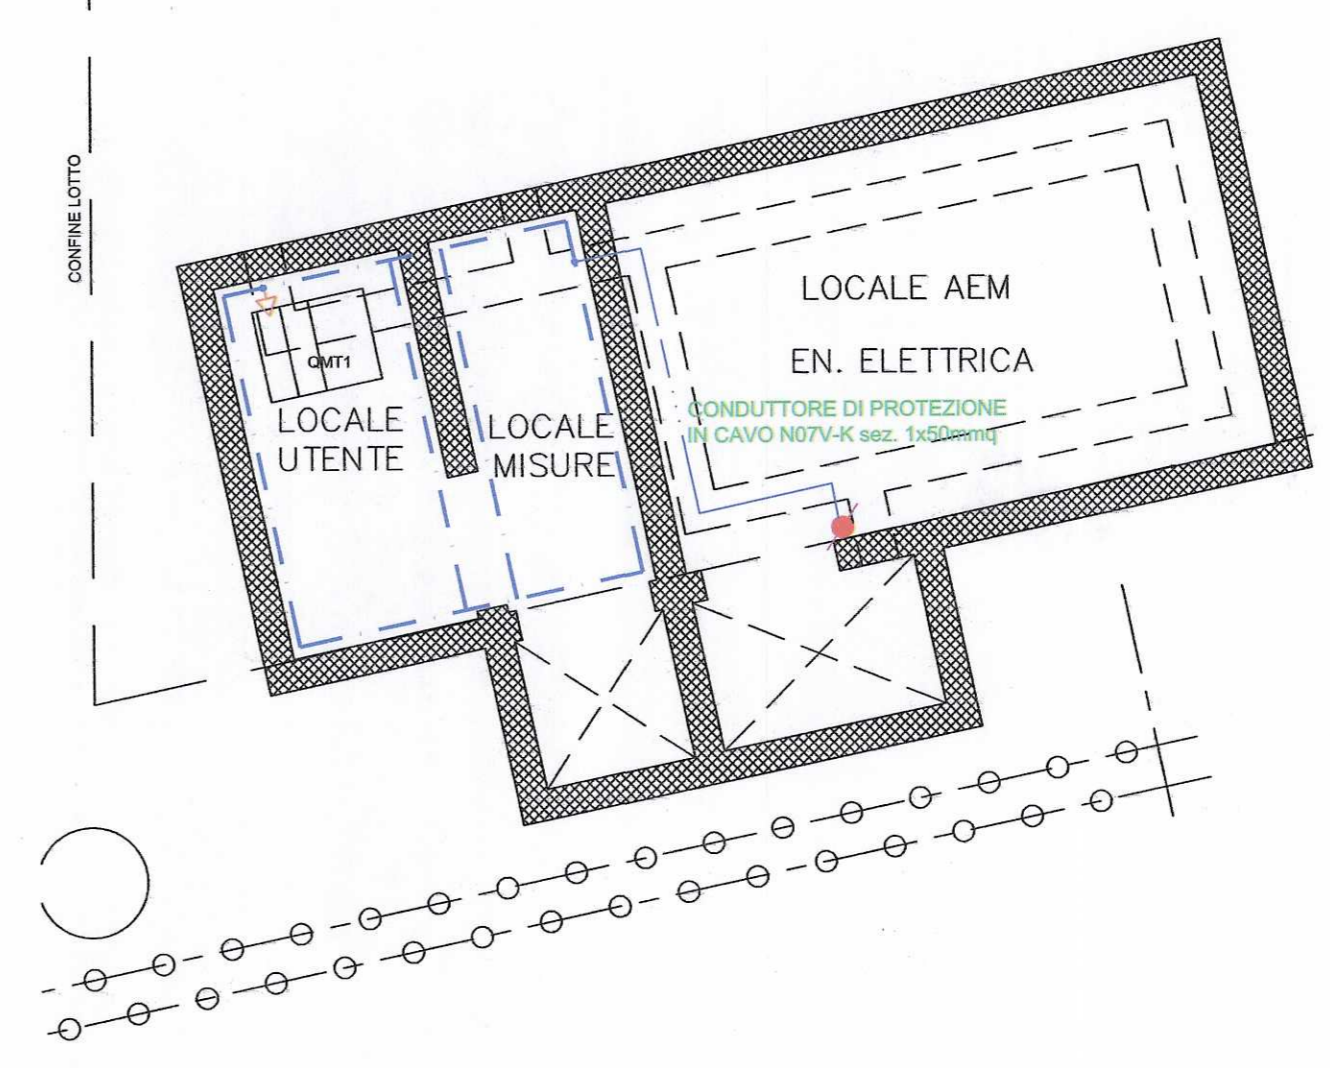 CONFINE LOTTO
LOCALE AEM
EN. ELETTRICA
QMT1
CONDUTTORE DI PROTEZIONE
IN CAVO N07V-K sez. 1x50mmq
LOCALE
UTENTE
LOCALE
MISURE